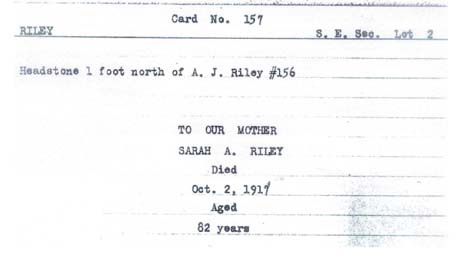 Card No. 157
RILEY
S. E. Sec. Lot 2
Headstone 1 foot north of A. J. Riley #156
TO OUR MOTHER
SARAH A. RILEY
Died
Oct. 2, 1917
Aged
82 years